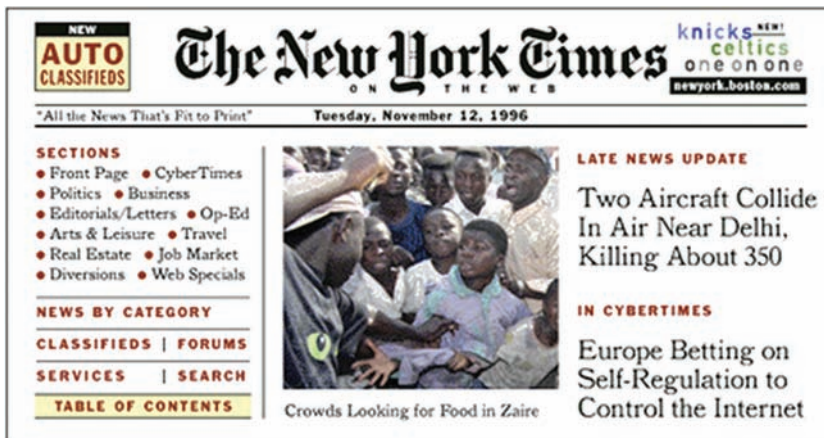 NEW
AUTO
CLASSIFIEDS
The New York Times
ON THE WEB
knicks NEW!
celtics
one on one
newyork.boston.com
"All the News That's Fit to Print"
Tuesday, November 12, 1996
SECTIONS
• Front Page • CyberTimes
• Politics • Business
• Editorials/Letters • Op-Ed
• Arts & Leisure • Travel
• Real Estate • Job Market
• Diversions • Web Specials
NEWS BY CATEGORY
CLASSIFIEDS | FORUMS
SERVICES | SEARCH
TABLE OF CONTENTS
Crowds Looking for Food in Zaire
LATE NEWS UPDATE
Two Aircraft Collide
In Air Near Delhi,
Killing About 350
IN CYBERTIMES
Europe Betting on
Self-Regulation to
Control the Internet